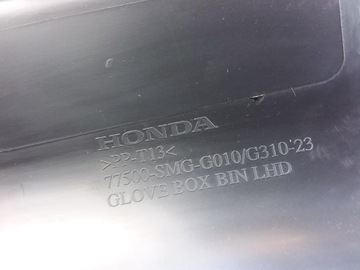 HONDA
>PP-T13<
77500-SMG-G010/G310-23
GLOVE BOX BIN LHD